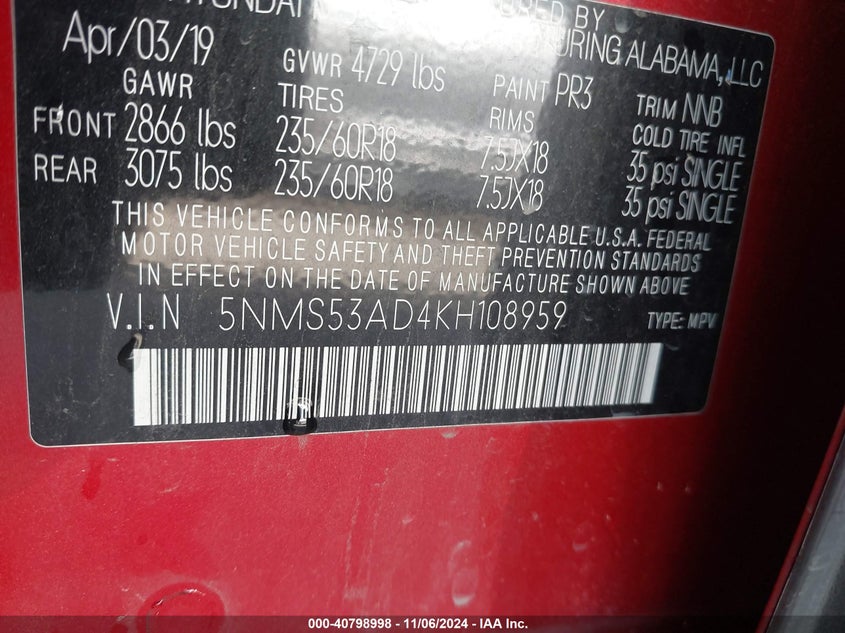 BY
Apr/03/19 GVWR 4729 lbs PAINT PR3 ALABAMA, LLC
GAWR TIRES RIMS TRIM NNB
COLD TIRE INFL
FRONT 2866 lbs 235/60R18 7.5JX18 35 psi SINGLE
REAR 3075 lbs 235/60R18 7.5JX18 35 psi SINGLE
THIS VEHICLE CONFORMS TO ALL APPLICABLE U.S.A. FEDERAL
MOTOR VEHICLE SAFETY AND THEFT PREVENTION STANDARDS
IN EFFECT ON THE DATE OF MANUFACTURE SHOWN ABOVE
V.I.N 5NMS53AD4KH108959 TYPE: MPV
000-40798998 - 11/06/2024 - IAA Inc.